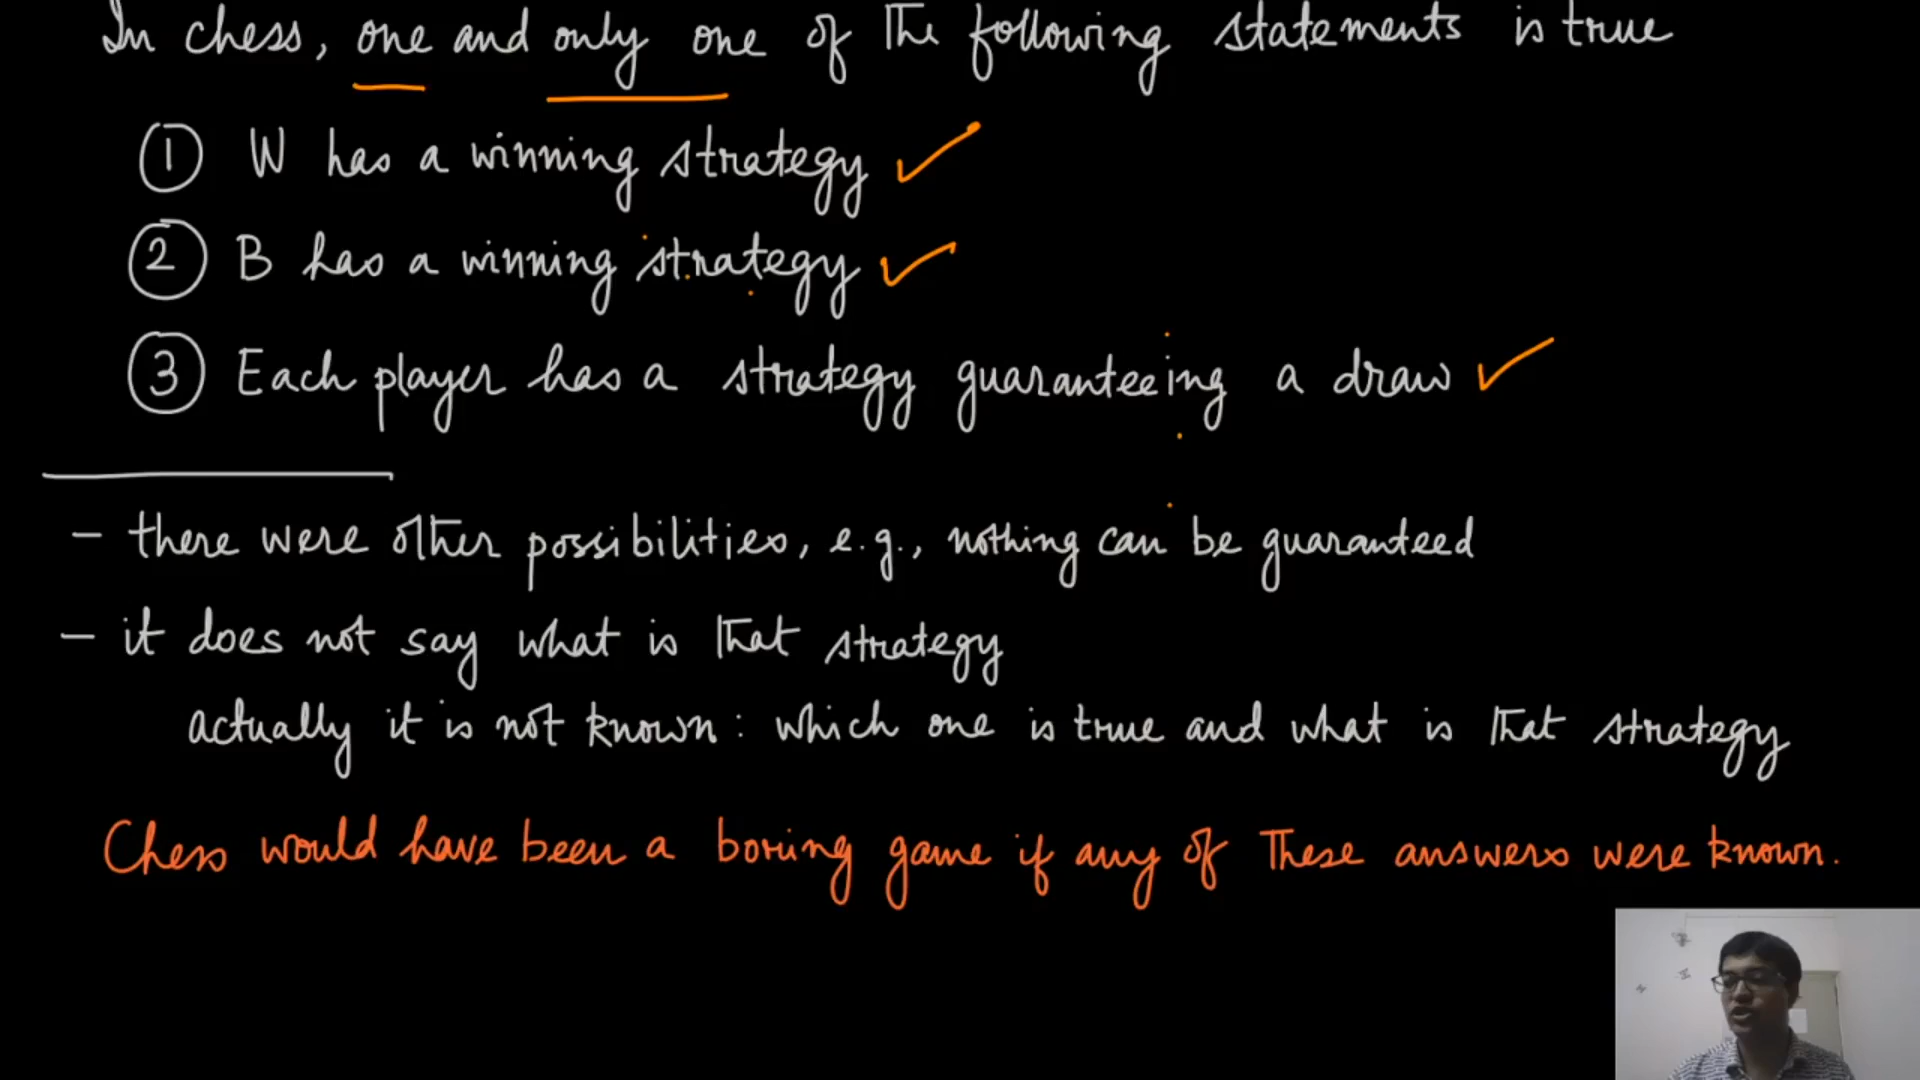 In chess, one and only one of the following statements is true
① W has a winning strategy
② B has a winning strategy
③ Each player has a strategy guaranteeing a draw
- there were other possibilities, e.g., nothing can be guaranteed
- it does not say what is that strategy
actually it is not known: which one is true and what is that strategy
Chess would have been a boring game if any of these answers were known.